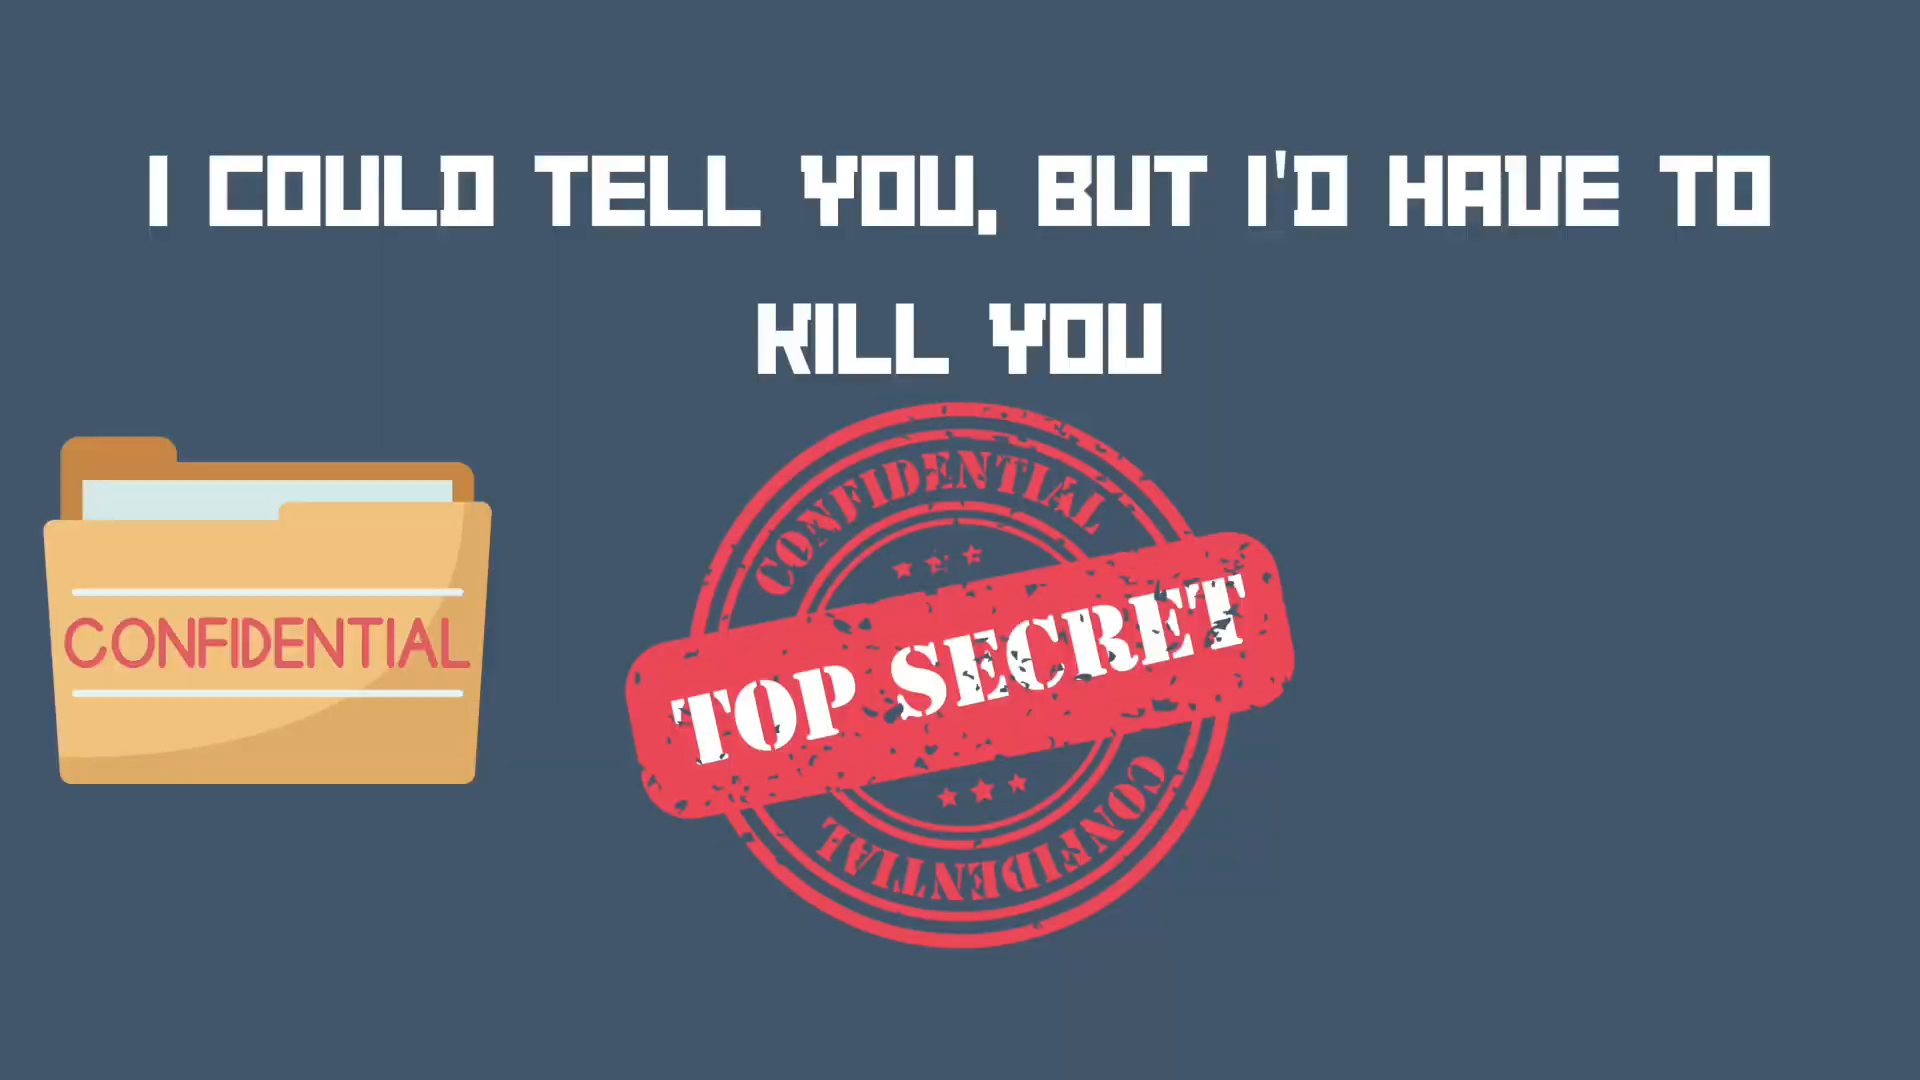 I COULD TELL YOU, BUT I'D HAVE TO
KILL YOU
CONFIDENTIAL
CONFIDENTIAL
TOP SECRET
CONFIDENTIAL